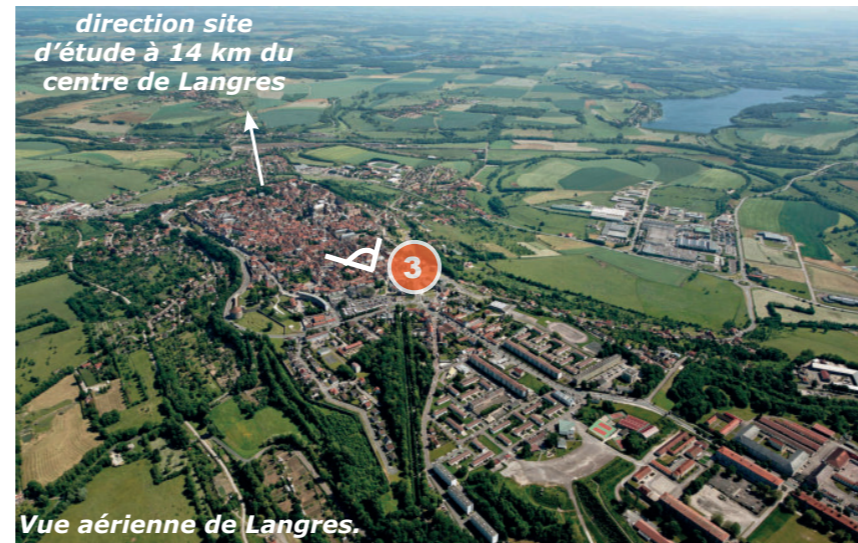 direction site
d'étude à 14 km du
centre de Langres
3
Vue aérienne de Langres.